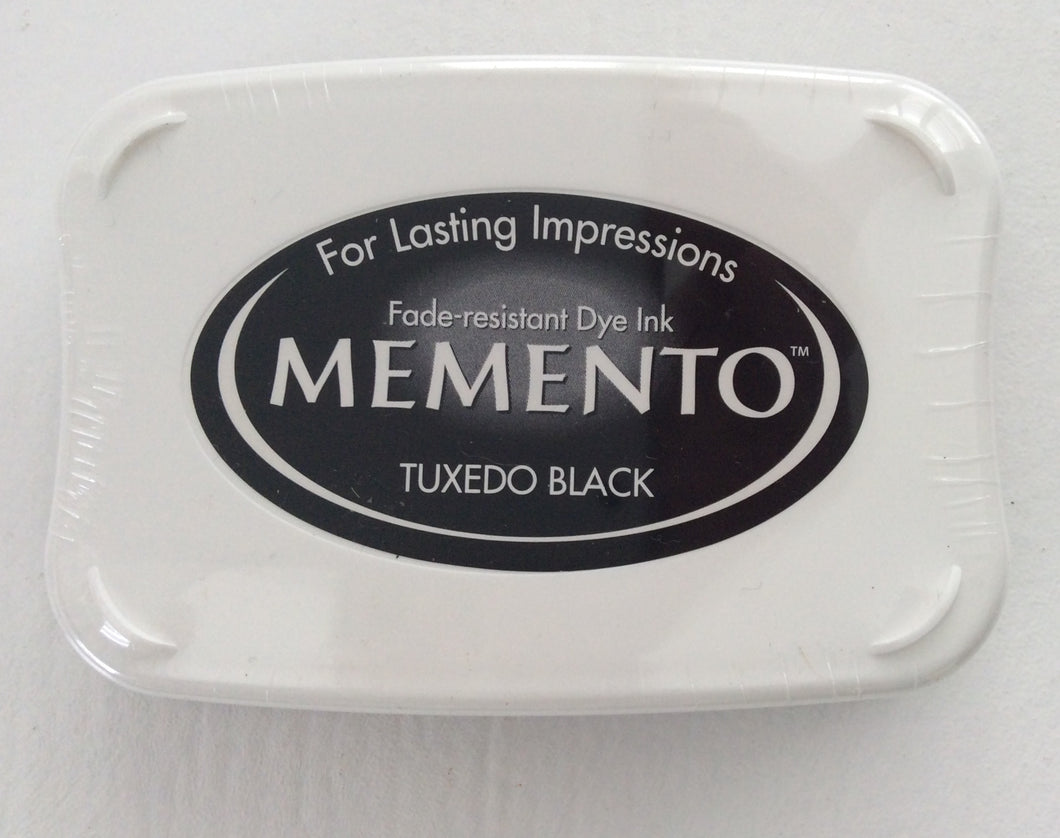 For Lasting Impressions
Fade-resistant Dye Ink
MEMENTO™
TUXEDO BLACK